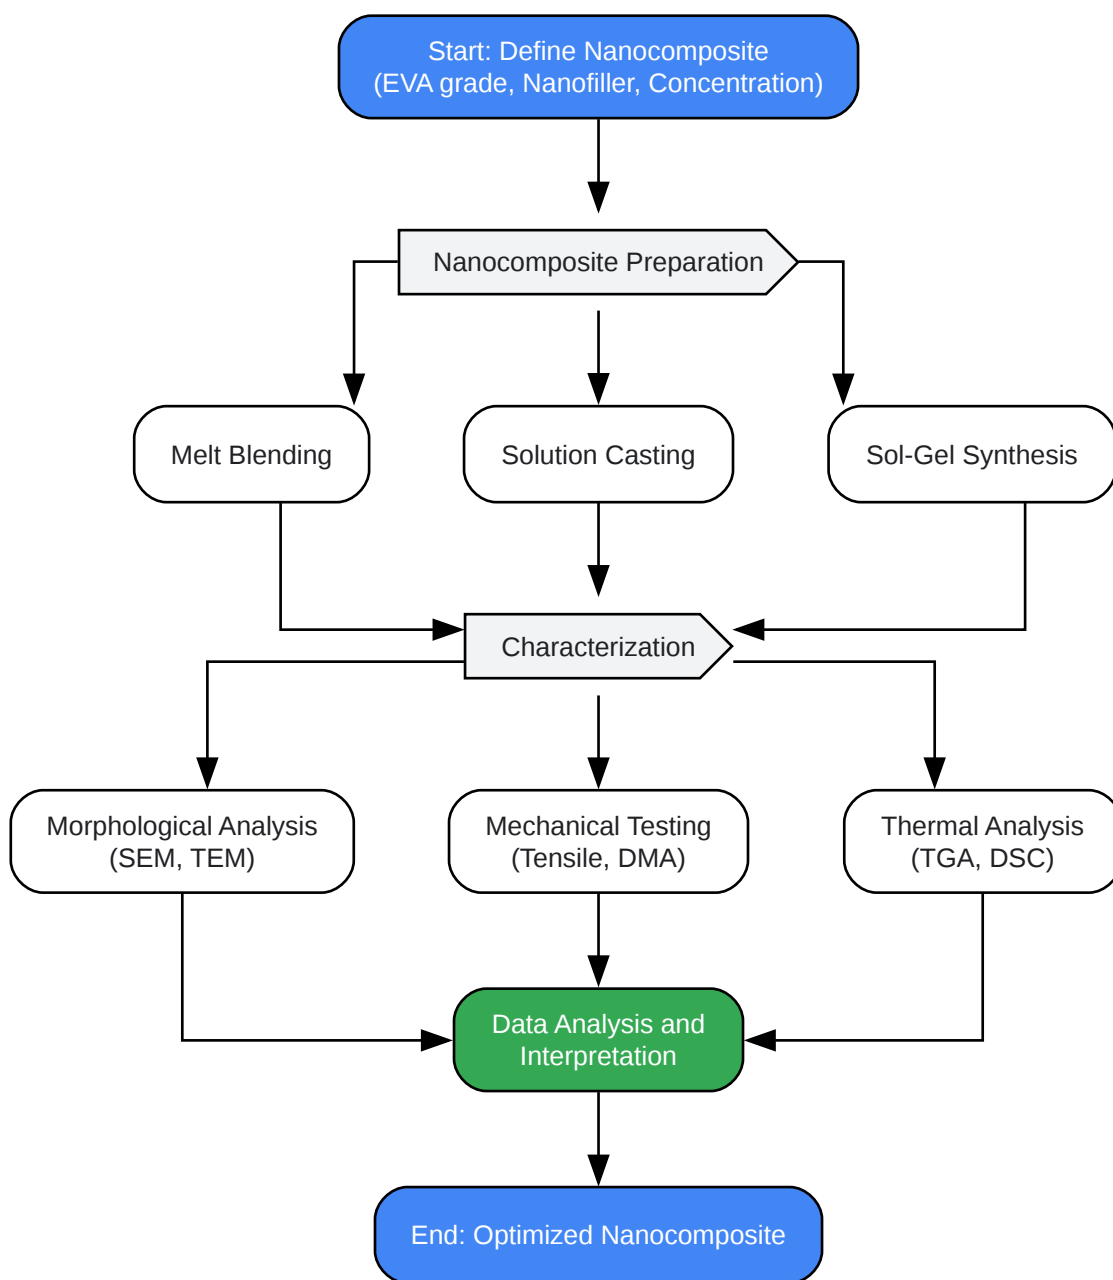 Start: Define Nanocomposite
(EVA grade, Nanofiller, Concentration)
Nanocomposite Preparation
Melt Blending
Solution Casting
Sol-Gel Synthesis
Characterization
Morphological Analysis
(SEM, TEM)
Mechanical Testing
(Tensile, DMA)
Thermal Analysis
(TGA, DSC)
Data Analysis and
Interpretation
End: Optimized Nanocomposite